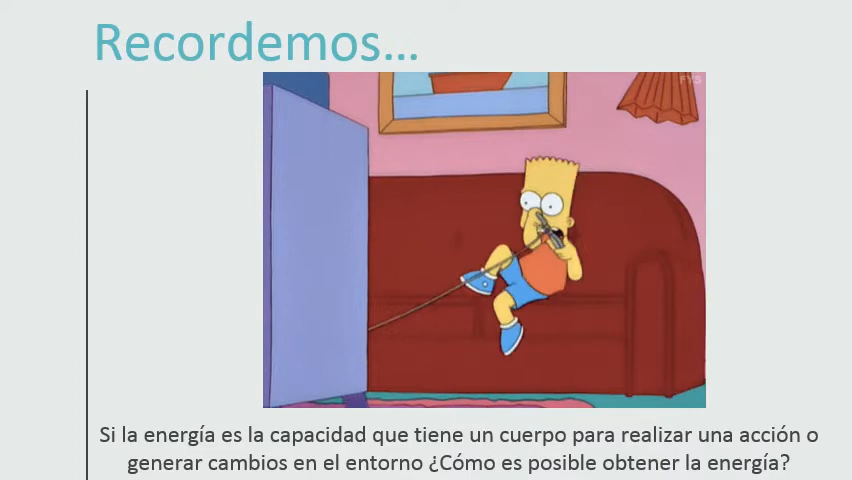 Recordemos...
FYS
Si la energía es la capacidad que tiene un cuerpo para realizar una acción o
generar cambios en el entorno ¿Cómo es posible obtener la energía?